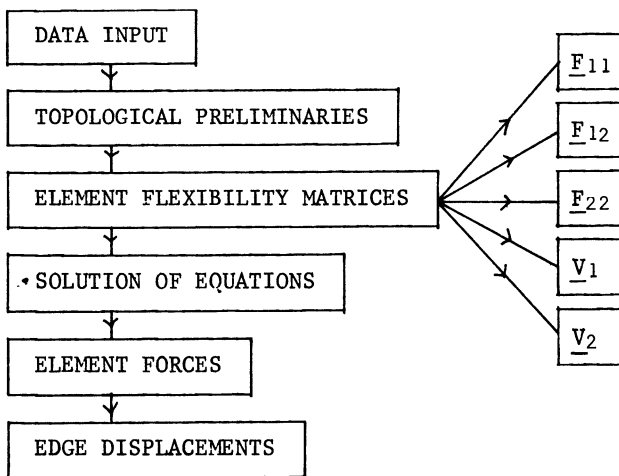 DATA INPUT
TOPOLOGICAL PRELIMINARIES
ELEMENT FLEXIBILITY MATRICES
SOLUTION OF EQUATIONS
ELEMENT FORCES
EDGE DISPLACEMENTS
F11
F12
F22
V1
V2